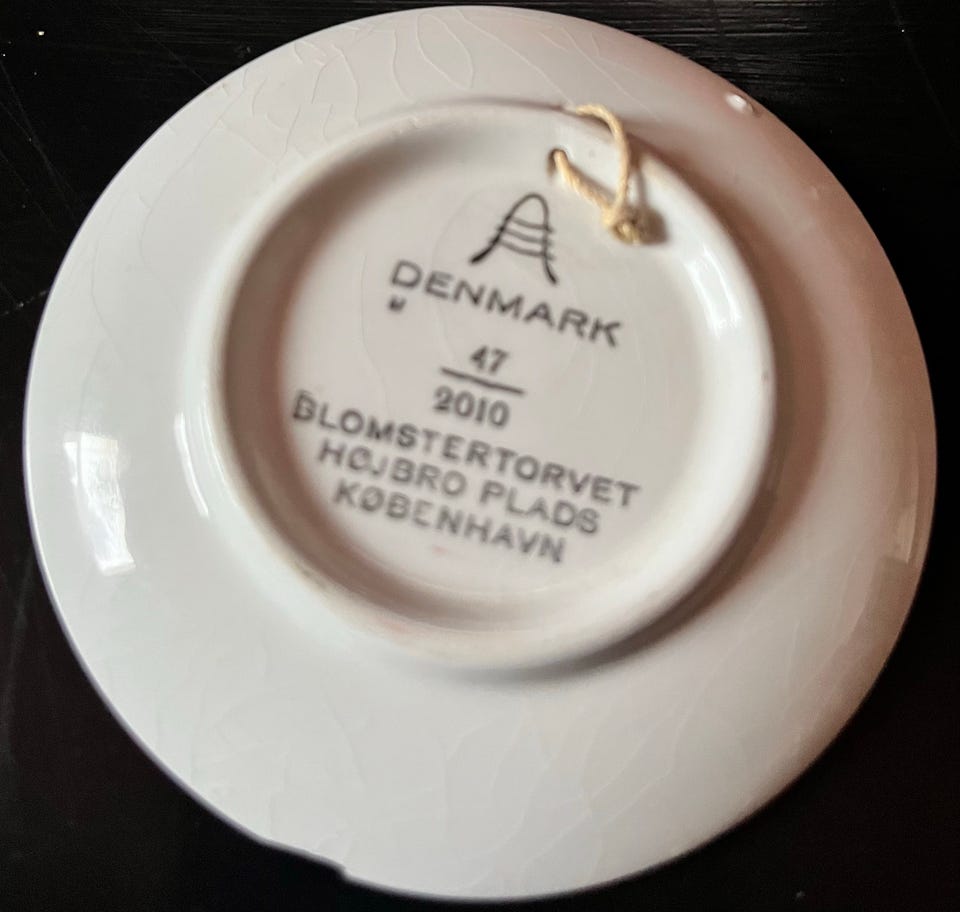 DENMARK
47
2010
BLOMSTERTORVET
HØJBRO PLADS
KØBENHAVN